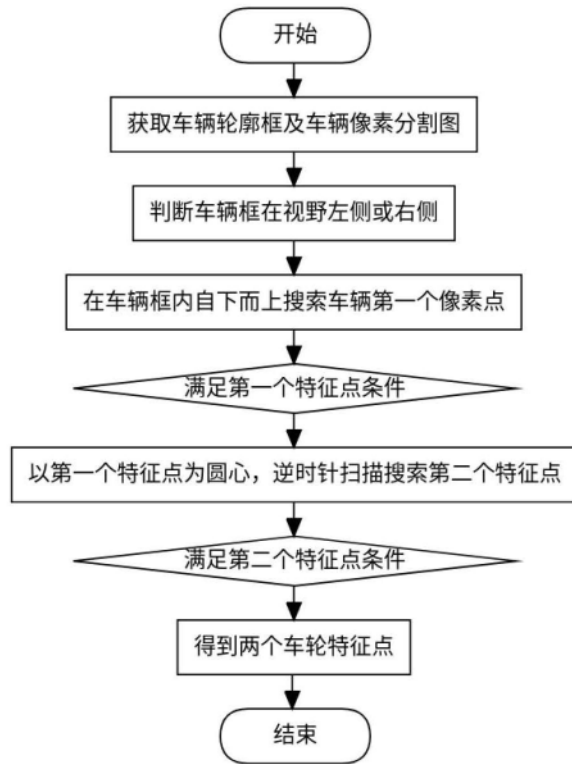 开始
获取车辆轮廓框及车辆像素分割图
判断车辆框在视野左侧或右侧
在车辆框内自下而上搜索车辆第一个像素点
满足第一个特征点条件
以第一个特征点为圆心，逆时针扫描搜索第二个特征点
满足第二个特征点条件
得到两个车轮特征点
结束